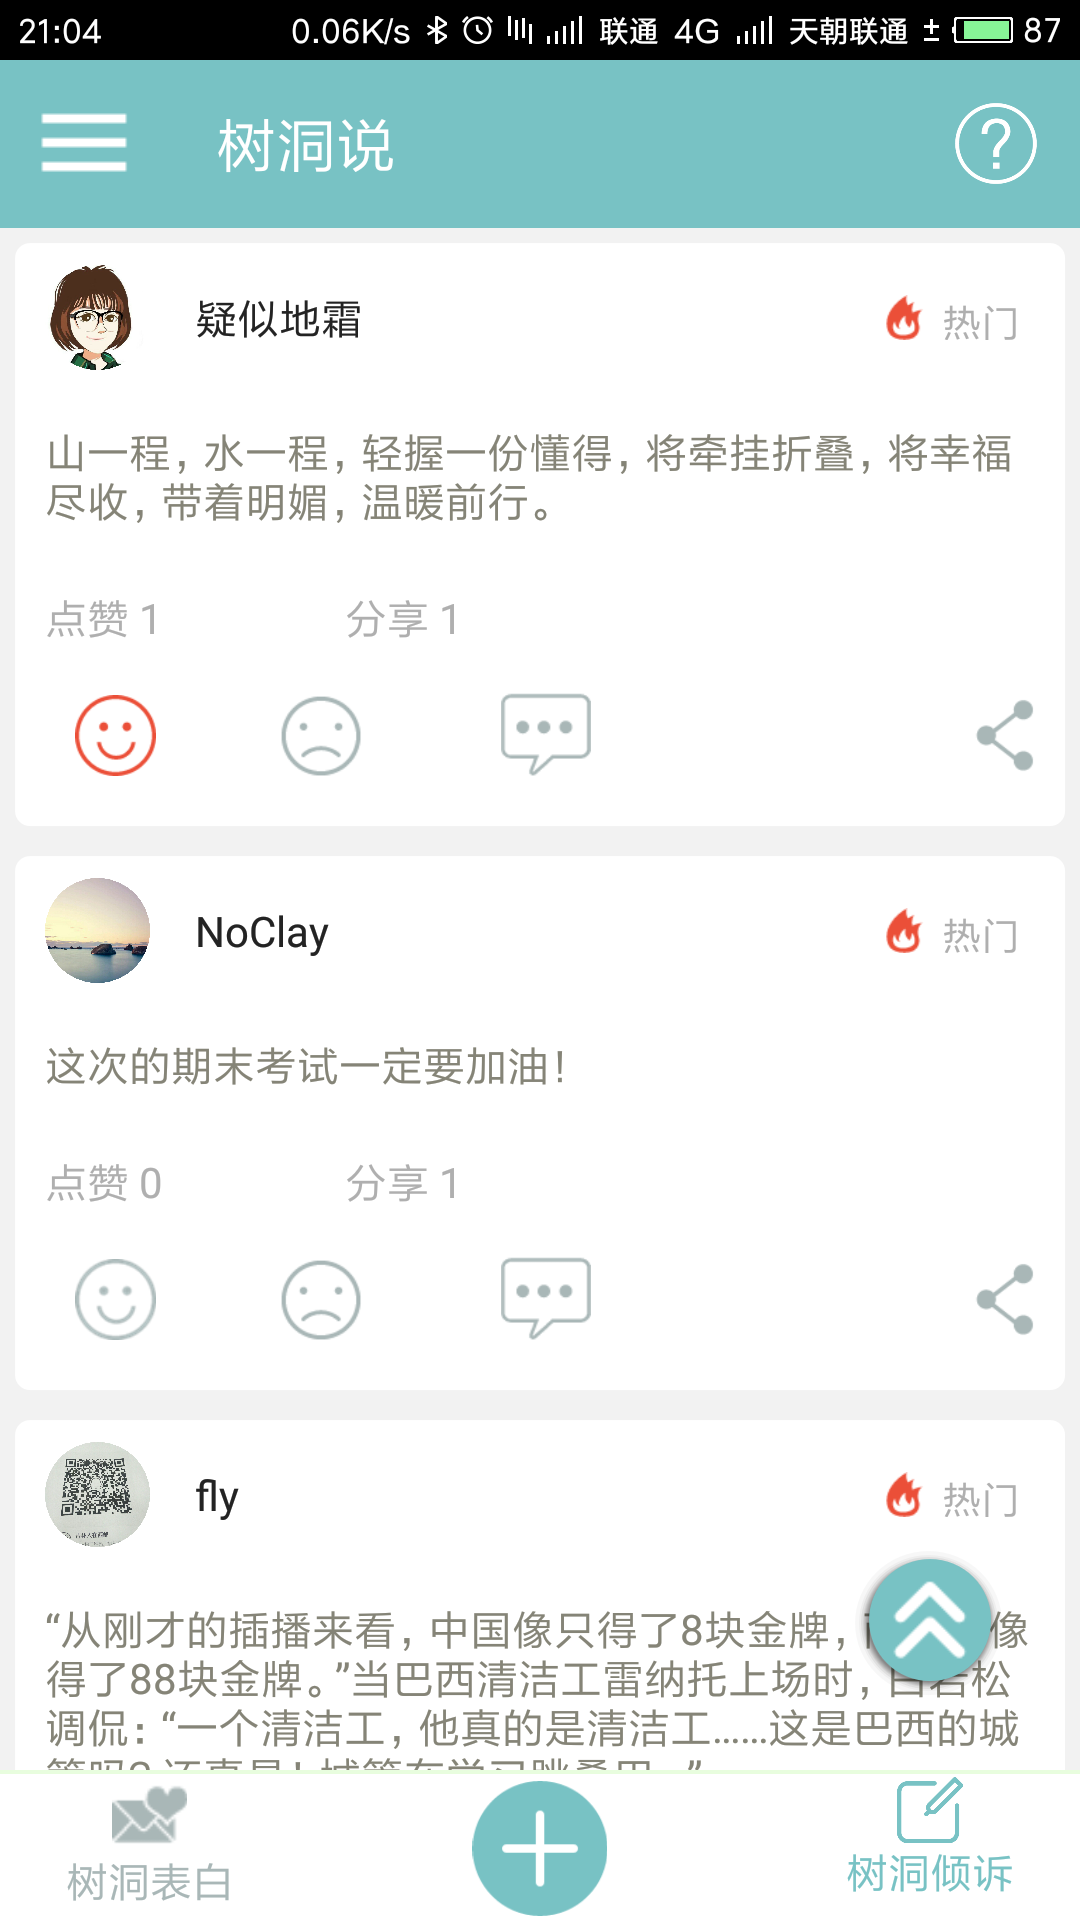 21:04 0.06K/s 联通 4G 天朝联通 ± 87
树洞说
疑似地霜 热门
山一程，水一程，轻握一份懂得，将牵挂折叠，将幸福
尽收，带着明媚，温暖前行。
点赞 1 分享 1
NoClay 热门
这次的期末考试一定要加油！
点赞 0 分享 1
fly 热门
“从刚才的插播来看，中国像只得了8块金牌，像
得了88块金牌。”当巴西清洁工雷纳托上场时，白岩松
调侃：“一个清洁工，他真的是清洁工……这是巴西的城
树洞表白
树洞倾诉